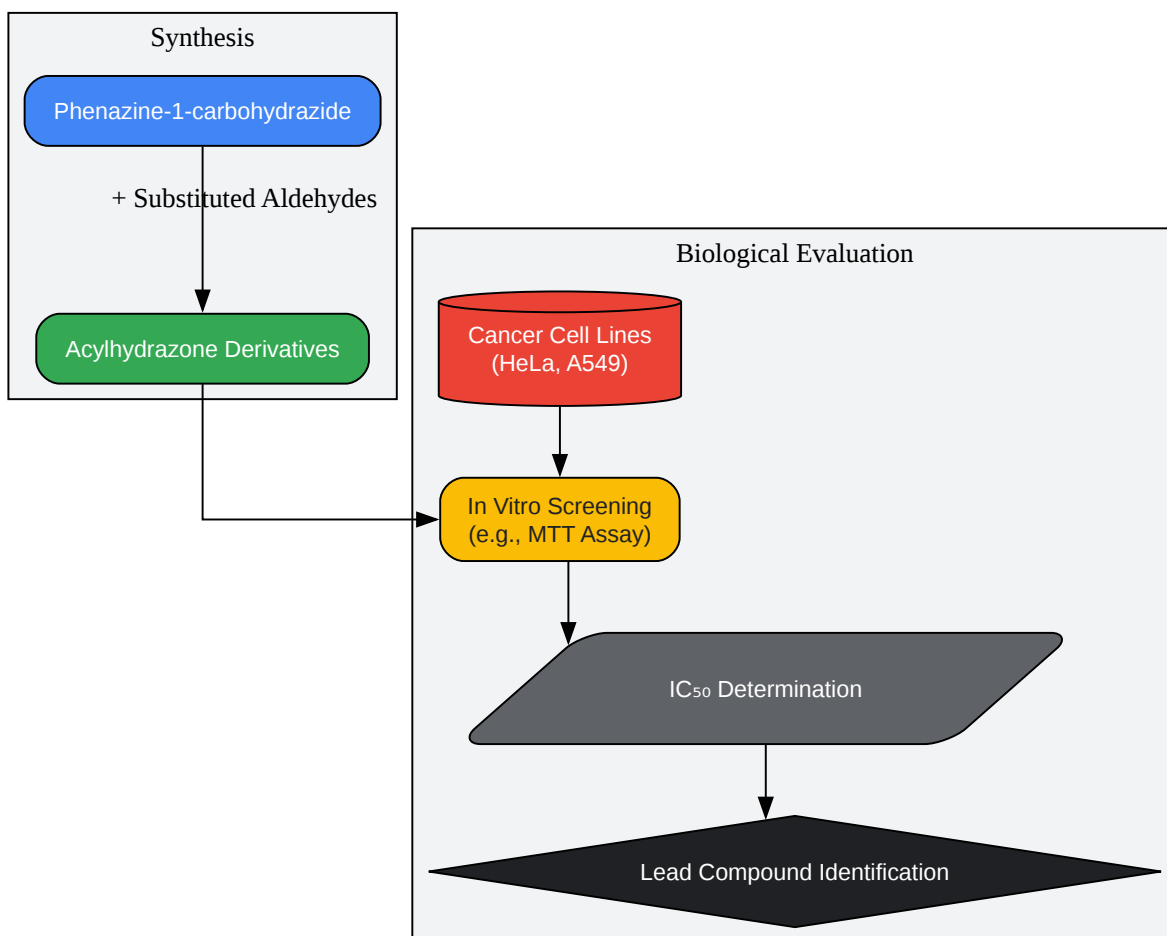 Synthesis
Phenazine-1-carbohydrazide
+ Substituted Aldehydes
Acylhydrazone Derivatives
Biological Evaluation
Cancer Cell Lines
(HeLa, A549)
In Vitro Screening
(e.g., MTT Assay)
IC₅₀ Determination
Lead Compound Identification